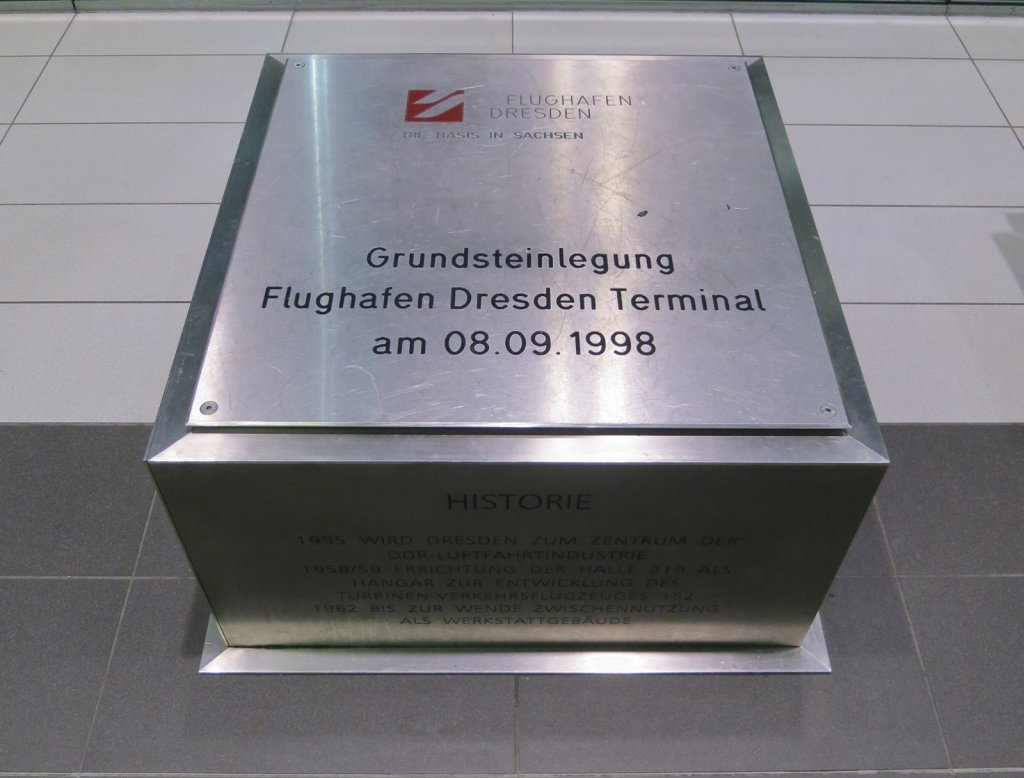 FLUGHAFEN
DRESDEN
DIE BASIS IN SACHSEN
Grundsteinlegung
Flughafen Dresden Terminal
am 08.09.1998
HISTORIE
1955 WIRD DRESDEN ZUM ZENTRUM DER
DDR-LUFTFAHRTINDUSTRIE
1958/59 ERRICHTUNG DER HALLE 219 ALS
HANGAR ZUR ENTWICKLUNG DES
TURBINEN-VERKEHRSFLUGZEUGES 152
1962 BIS ZUR WENDE ZWISCHENNUTZUNG
ALS WERKSTATTGEBÄUDE